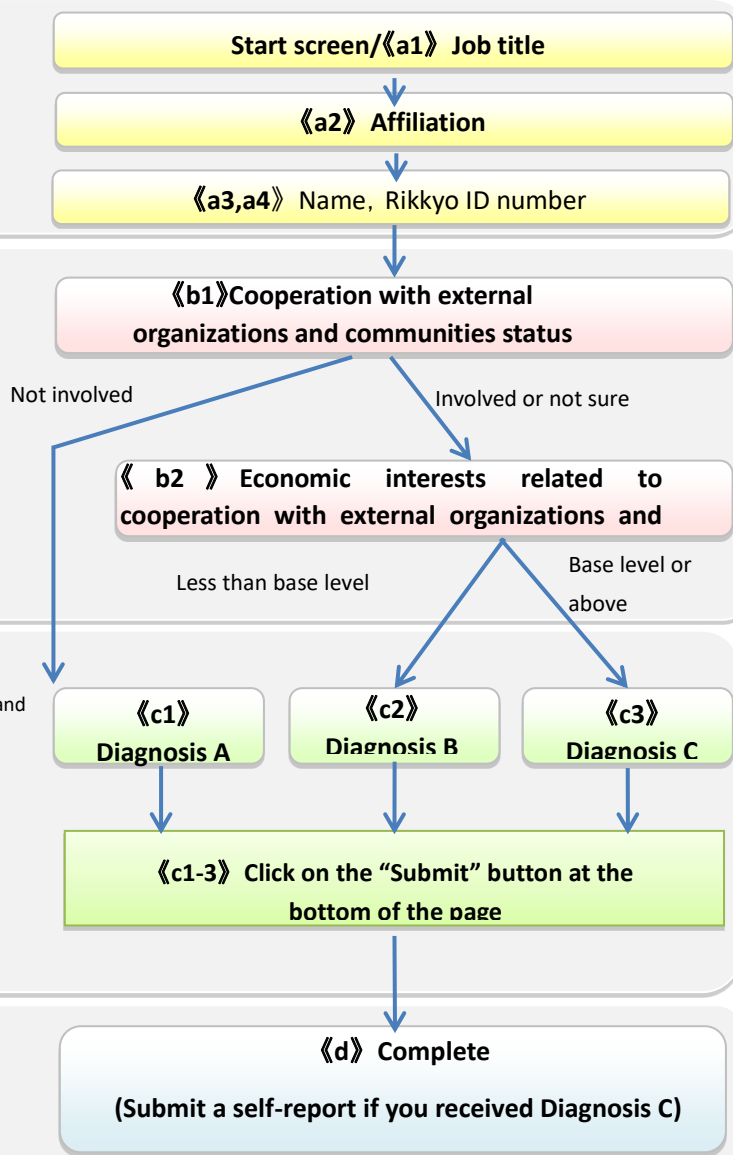 Start screen/《a1》 Job title
《a2》 Affiliation
《a3,a4》 Name, Rikkyo ID number
《b1》Cooperation with external
organizations and communities status
Not involved
Involved or not sure
《 b2 》 Economic interests related to
cooperation with external organizations and
Less than base level
Base level or
above
and
《c1》
Diagnosis A
《c2》
Diagnosis B
《c3》
Diagnosis C
《c1-3》 Click on the “Submit” button at the
bottom of the page
《d》 Complete
(Submit a self-report if you received Diagnosis C)